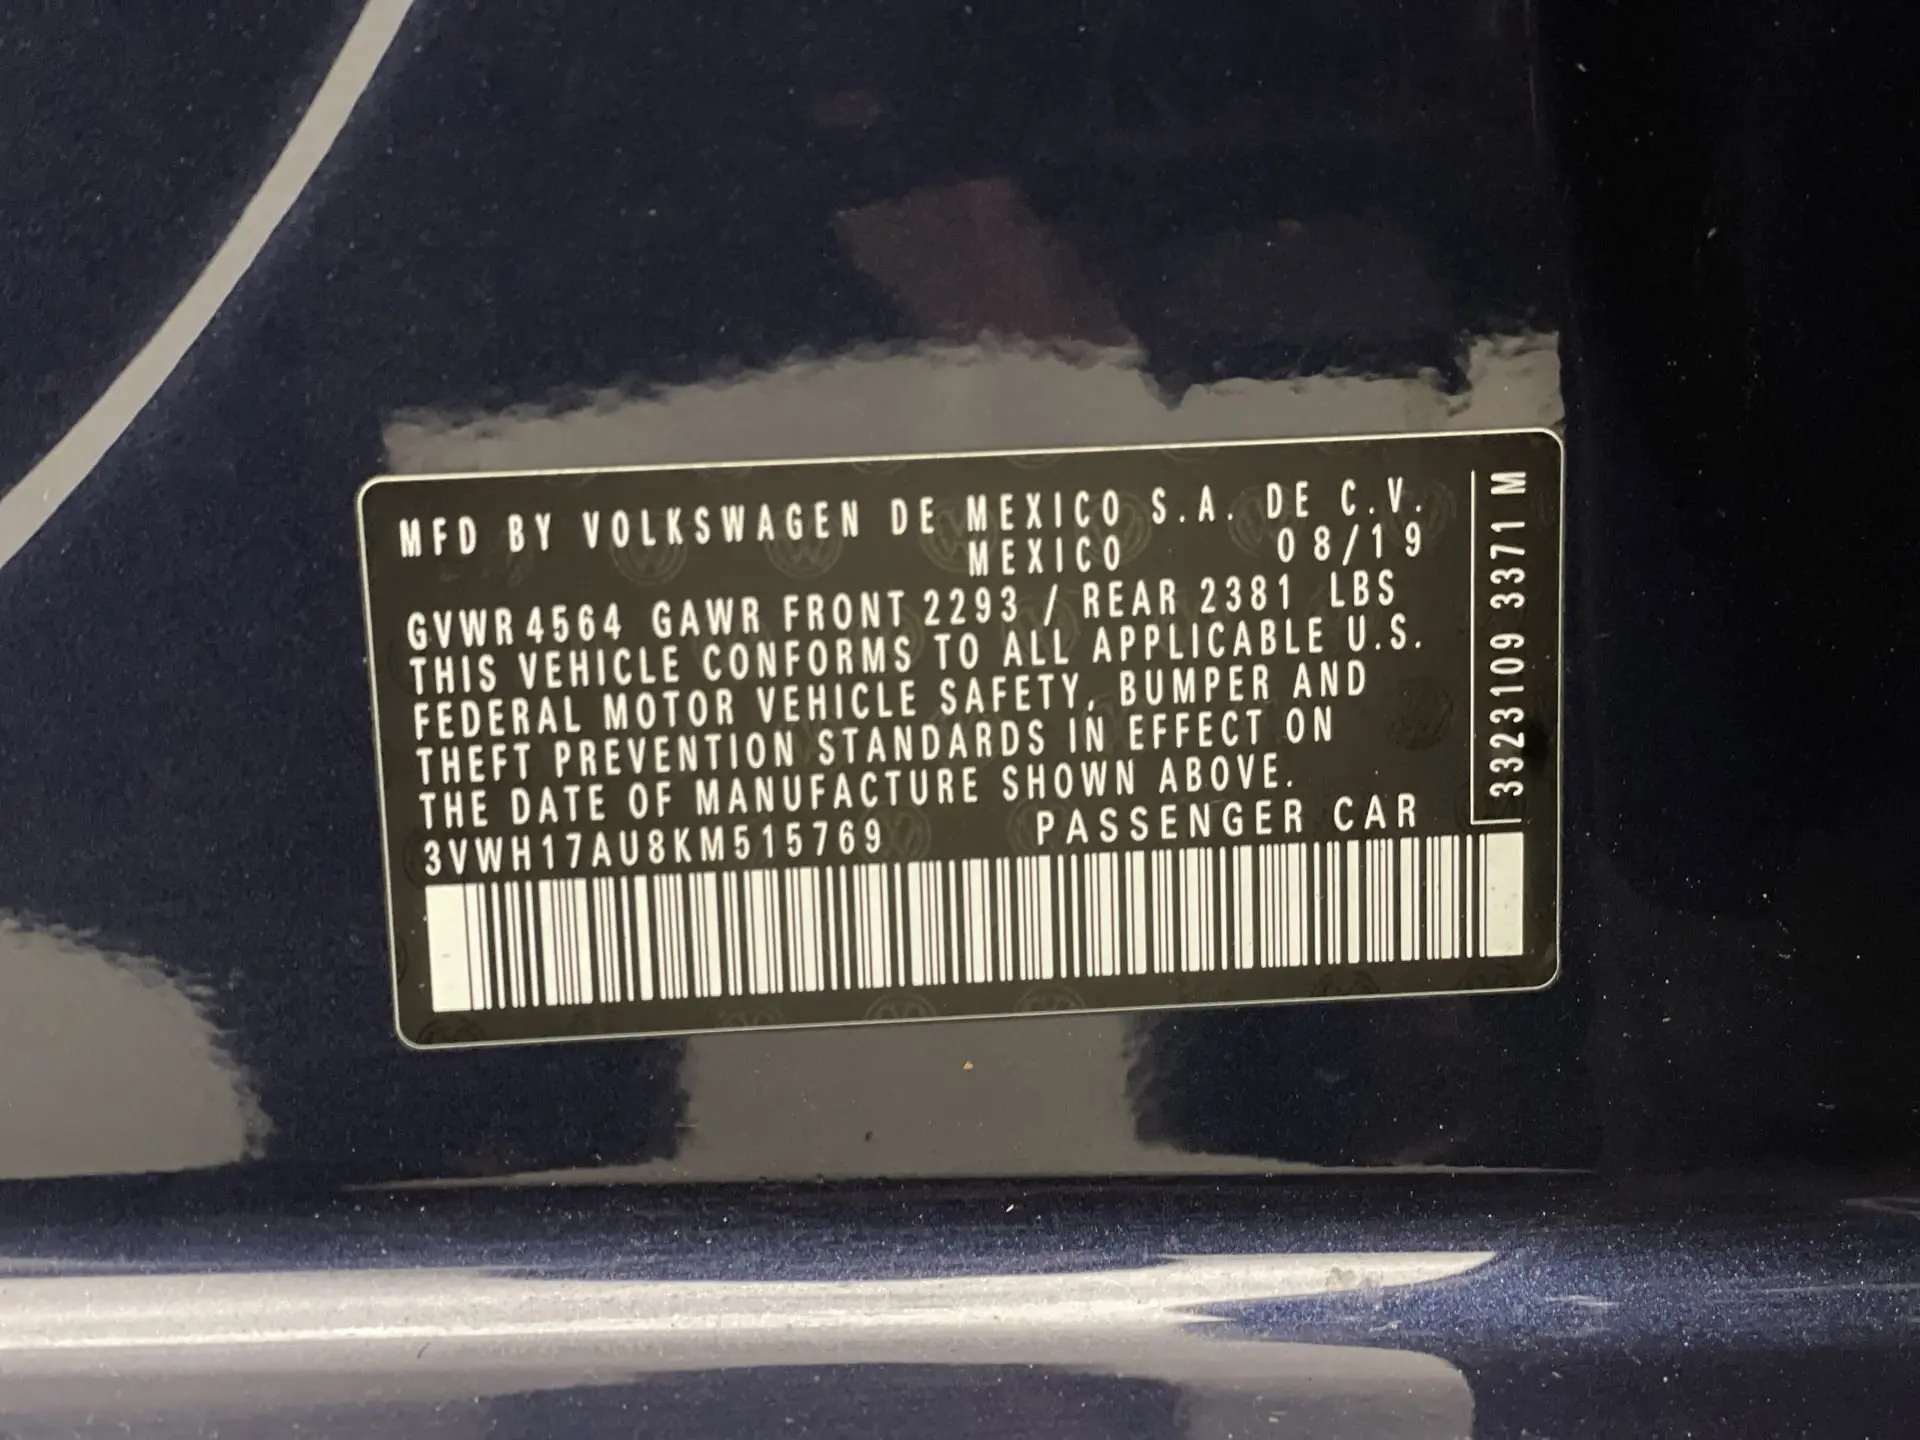 MFD BY VOLKSWAGEN DE MEXICO S.A. DE C.V.
MEXICO 08/19
GVWR 4564 GAWR FRONT 2293 / REAR 2381 LBS
THIS VEHICLE CONFORMS TO ALL APPLICABLE U.S.
FEDERAL MOTOR VEHICLE SAFETY, BUMPER AND
THEFT PREVENTION STANDARDS IN EFFECT ON
THE DATE OF MANUFACTURE SHOWN ABOVE.
3VWH17AU8KM515769 PASSENGER CAR
3323109 3371 M